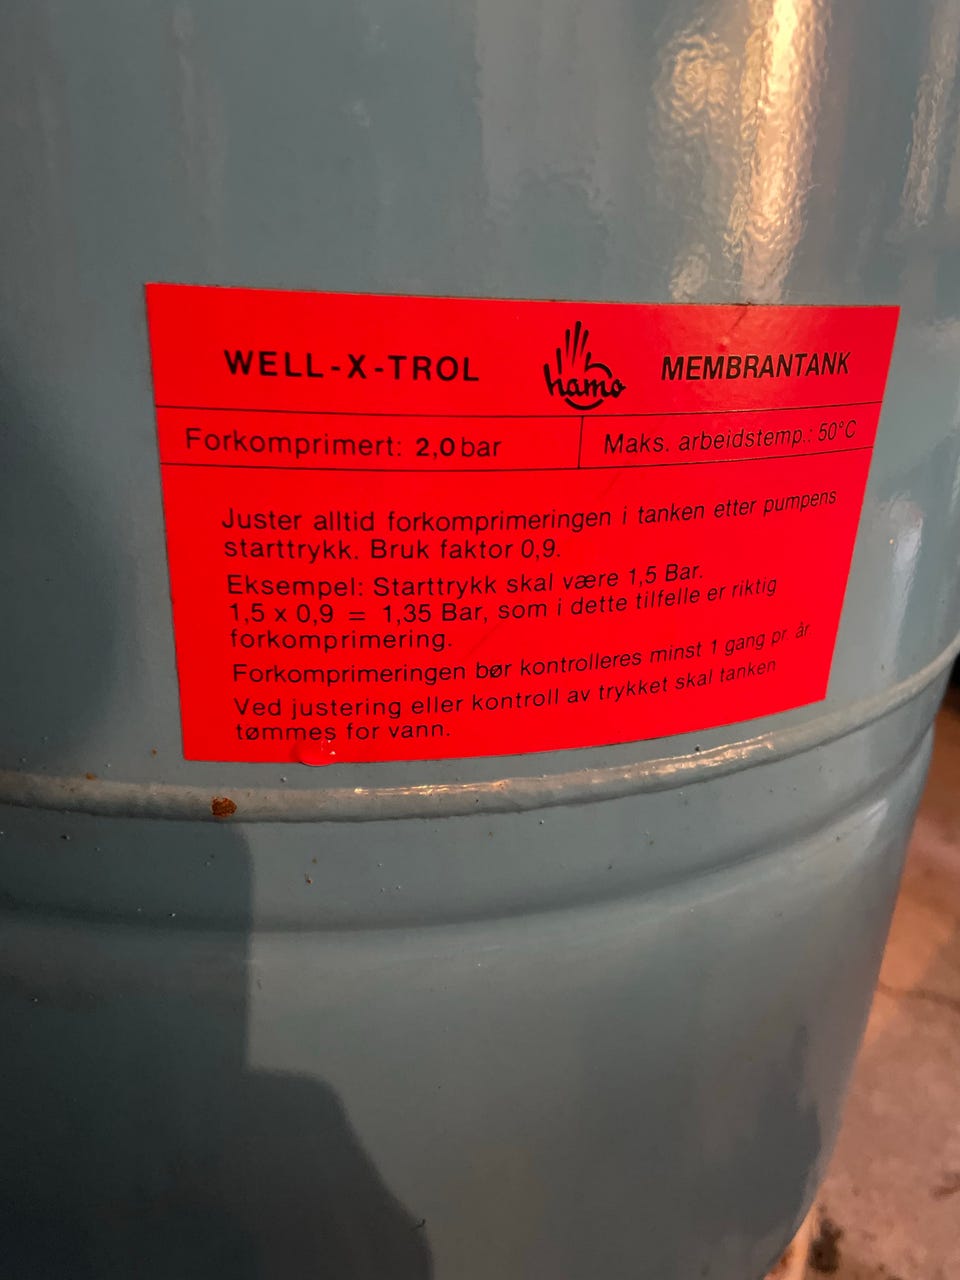 WELL-X-TROL hamo MEMBRANTANK
Forkomprimert: 2,0 bar Maks. arbeidstemp.: 50°C
Juster alltid forkomprimeringen i tanken etter pumpens
starttrykk. Bruk faktor 0,9.
Eksempel: Starttrykk skal være 1,5 Bar.
1,5 x 0,9 = 1,35 Bar, som i dette tilfelle er riktig
forkomprimering.
Forkomprimeringen bør kontrolleres minst 1 gang pr. år
Ved justering eller kontroll av trykket skal tanken
tømmes for vann.